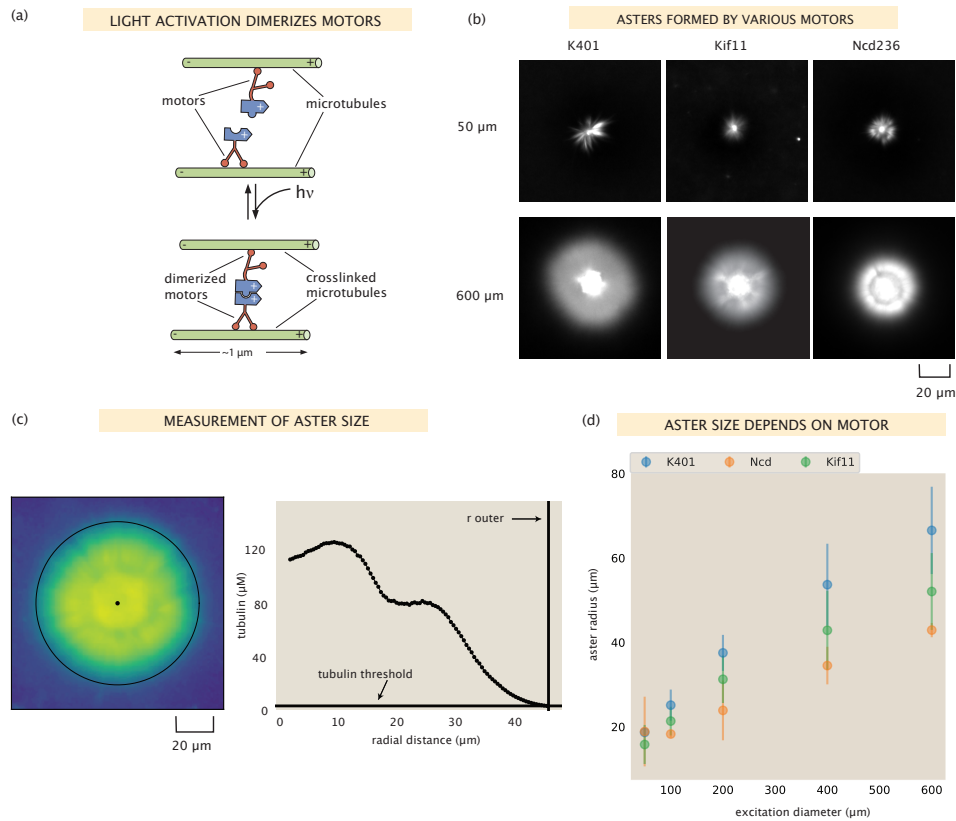 (a)
LIGHT ACTIVATION DIMERIZES MOTORS
- +
motors
microtubules
+
+
- +
hν
- +
dimerized
motors
crosslinked
microtubules
+
+
- +
~1 µm
(b)
ASTERS FORMED BY VARIOUS MOTORS
K401 Kif11 Ncd236
50 µm
600 µm
20 µm
(c)
MEASUREMENT OF ASTER SIZE
20 µm
tubulin (µM)
120
80
40
0
r outer
tubulin threshold
0 10 20 30 40
radial distance (µm)
(d)
ASTER SIZE DEPENDS ON MOTOR
K401 Ncd Kif11
aster radius (µm)
80
60
40
20
100 200 300 400 500 600
excitation diameter (µm)